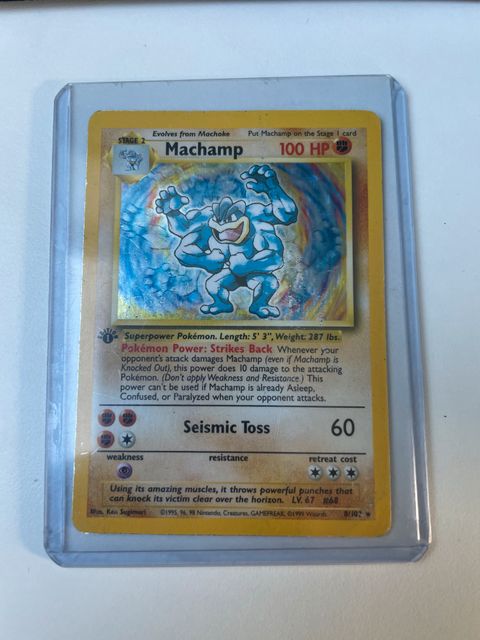 Evolves from Machoke Put Machamp on the Stage 1 card
STAGE 2
Machamp 100 HP
EDITION
1
Superpower Pokémon. Length: 5' 3", Weight: 287 lbs.
Pokémon Power: Strikes Back Whenever your
opponent's attack damages Machamp (even if Machamp is
Knocked Out), this power does 10 damage to the attacking
Pokémon. (Don't apply Weakness and Resistance.) This
power can't be used if Machamp is already Asleep,
Confused, or Paralyzed when your opponent attacks.
Seismic Toss 60
weakness resistance retreat cost
Using its amazing muscles, it throws powerful punches that
can knock its victim clear over the horizon. LV. 67 #68
Illus. Ken Sugimori ©1995, 96, 98 Nintendo, Creatures, GAMEFREAK. ©1999 Wizards. 8/102